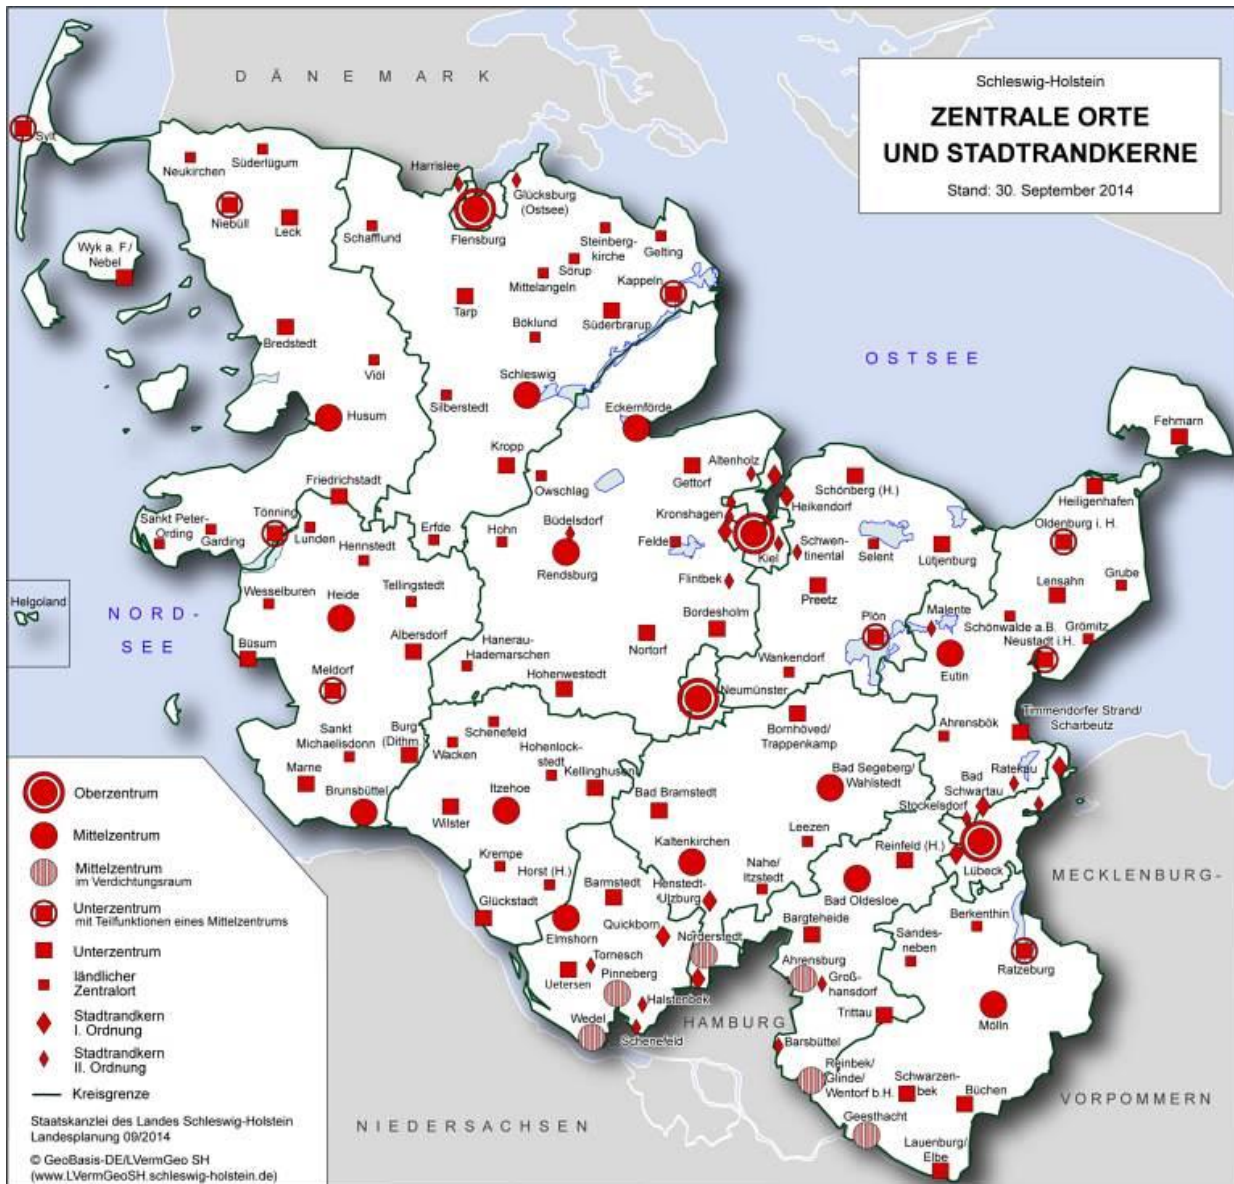 DÄNEMARK
Schleswig-Holstein
ZENTRALE ORTE
UND STADTRANDKERNE
Stand: 30. September 2014
Sylt
Neukirchen
Süderlügum
Harrislee
Glücksburg
(Ostsee)
Niebüll
Leck
Schafflund
Flensburg
Steinberg-
kirche
Gelting
Wyk a. F./
Nebel
Sörup
Mittelangeln
Kappeln
Tarp
Süderbrarup
Böklund
Bredstedt
Viöl
OSTSEE
Schleswig
Silberstedt
Eckernförde
Husum
Fehmarn
Kropp
Owschlag
Gettorf
Altenholz
Schönberg (H.)
Heiligenhafen
Friedrichstadt
Heikendorf
Oldenburg i. H.
Sankt Peter-
Ording
Garding
Tönning
Lunden
Erfde
Hohn
Büdelsdorf
Kronshagen
Felde
Kiel
Schwen-
tinental
Selent
Lütjenburg
Hennstedt
Rendsburg
Flintbek
Lensahn
Grube
Helgoland
NORD-
SEE
Wesselburen
Heide
Tellingstedt
Preetz
Büsum
Albersdorf
Hanerau-
Hademarschen
Nortorf
Bordesholm
Plön
Malente
Schönwalde a.B.
Grömitz
Neustadt i.H.
Eutin
Meldorf
Hohenwestedt
Neumünster
Wankendorf
Sankt
Michaelisdonn
Burg
(Dithm.
Schenefeld
Wacken
Hohenlock-
stedt
Kellinghusen
Bornhöved/
Trappenkamp
Ahrensbök
Timmendorfer Strand/
Scharbeutz
Marne
Brunsbüttel
Wilster
Itzehoe
Bad Bramstedt
Bad Segeberg/
Wahlstedt
Ratekau
Bad
Schwartau
Stockelsdorf
Kaltenkirchen
Leezen
Reinfeld (H.)
Lübeck
MECKLENBURG-
Krempe
Horst (H.)
Barmstedt
Henstedt-
Ulzburg
Nahe/
Itzstedt
Bad Oldesloe
Glückstadt
Elmshorn
Quickborn
Norderstedt
Bargteheide
Sandes-
neben
Berkenthin
Ratzeburg
Uetersen
Tornesch
Pinneberg
Ahrensburg
Groß-
hansdorf
Halstenbek
HAMBURG
Trittau
Mölln
Wedel
Schenefeld
Barsbüttel
Reinbek/
Glinde/
Wentorf b.H.
Schwarzen-
bek
Büchen
VORPOMMERN
NIEDERSACHSEN
Geesthacht
Lauenburg/
Elbe
Oberzentrum
Mittelzentrum
Mittelzentrum
im Verdichtungsraum
Unterzentrum
mit Teilfunktionen eines Mittelzentrums
Unterzentrum
ländlicher
Zentralort
Stadtrandkern
I. Ordnung
Stadtrandkern
II. Ordnung
Kreisgrenze
Staatskanzlei des Landes Schleswig-Holstein
Landesplanung 09/2014
© GeoBasis-DE/LVermGeo SH
(www.LVermGeoSH.schleswig-holstein.de)